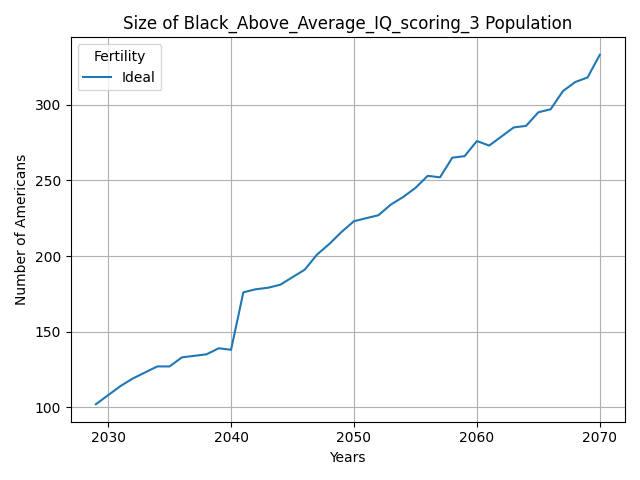 Size of Black_Above_Average_IQ_scoring_3 Population
Fertility
Ideal
Number of Americans
300
250
200
150
100
2030 2040 2050 2060 2070
Years